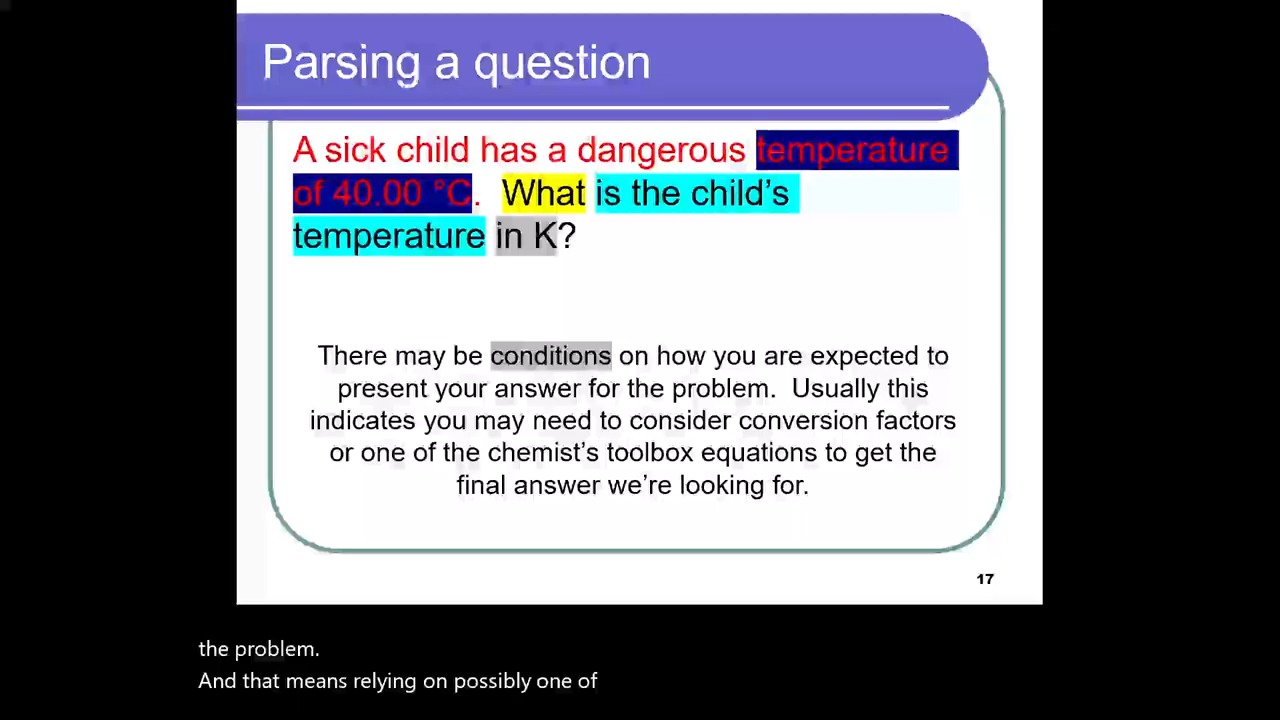 Parsing a question
A sick child has a dangerous temperature
of 40.00 °C. What is the child’s
temperature in K?
There may be conditions on how you are expected to
present your answer for the problem. Usually this
indicates you may need to consider conversion factors
or one of the chemist’s toolbox equations to get the
final answer we’re looking for.
17
the problem.
And that means relying on possibly one of